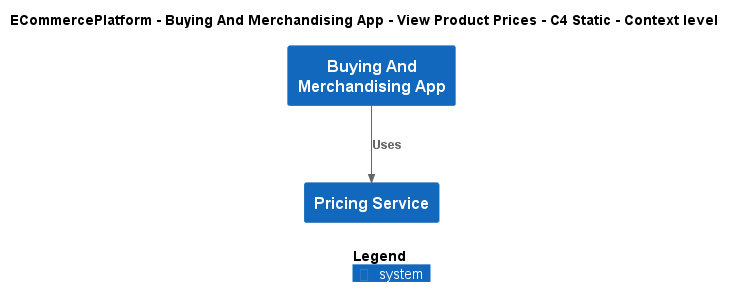 ECommercePlatform - Buying And Merchandising App - View Product Prices - C4 Static - Context level
Buying And
Merchandising App
Uses
Pricing Service
Legend
system